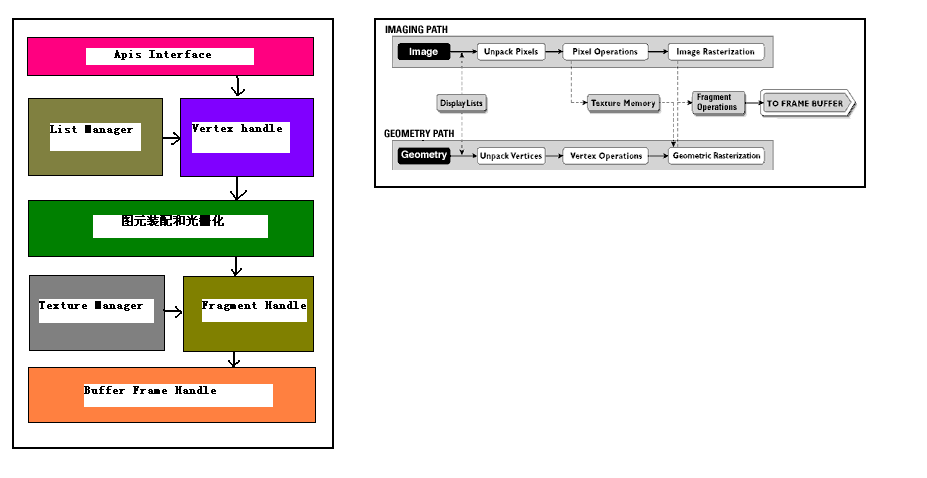 Apis Interface
List Manager
Vertex handle
图元装配和光栅化
Texture Manager
Fragment Handle
Buffer Frame Handle
IMAGING PATH
Image
Unpack Pixels
Pixel Operations
Image Rasterization
Display Lists
Texture Memory
Fragment
Operations
TO FRAME BUFFER
GEOMETRY PATH
Geometry
Unpack Vertices
Vertex Operations
Geometric Rasterization